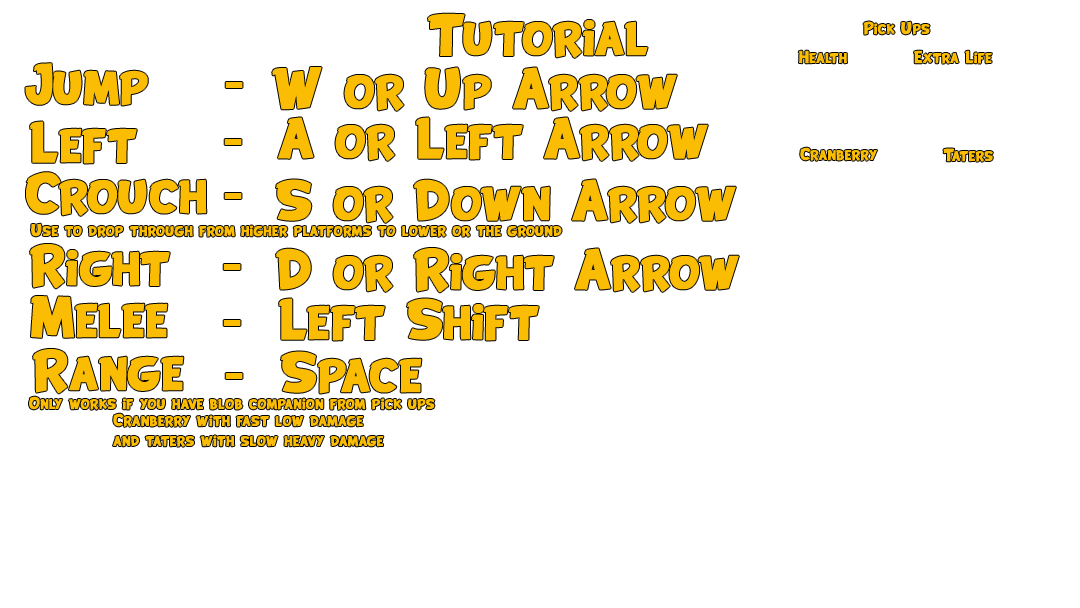 Tutorial
Jump - W or Up Arrow
Left - A or Left Arrow
Crouch - S or Down Arrow
Use to drop through from higher platforms to lower or the ground
Right - D or Right Arrow
Melee - Left Shift
Range - Space
Only works if you have blob companion from pick ups
Cranberry with fast low damage
and taters with slow heavy damage
Pick Ups
Health Extra Life
Cranberry Taters